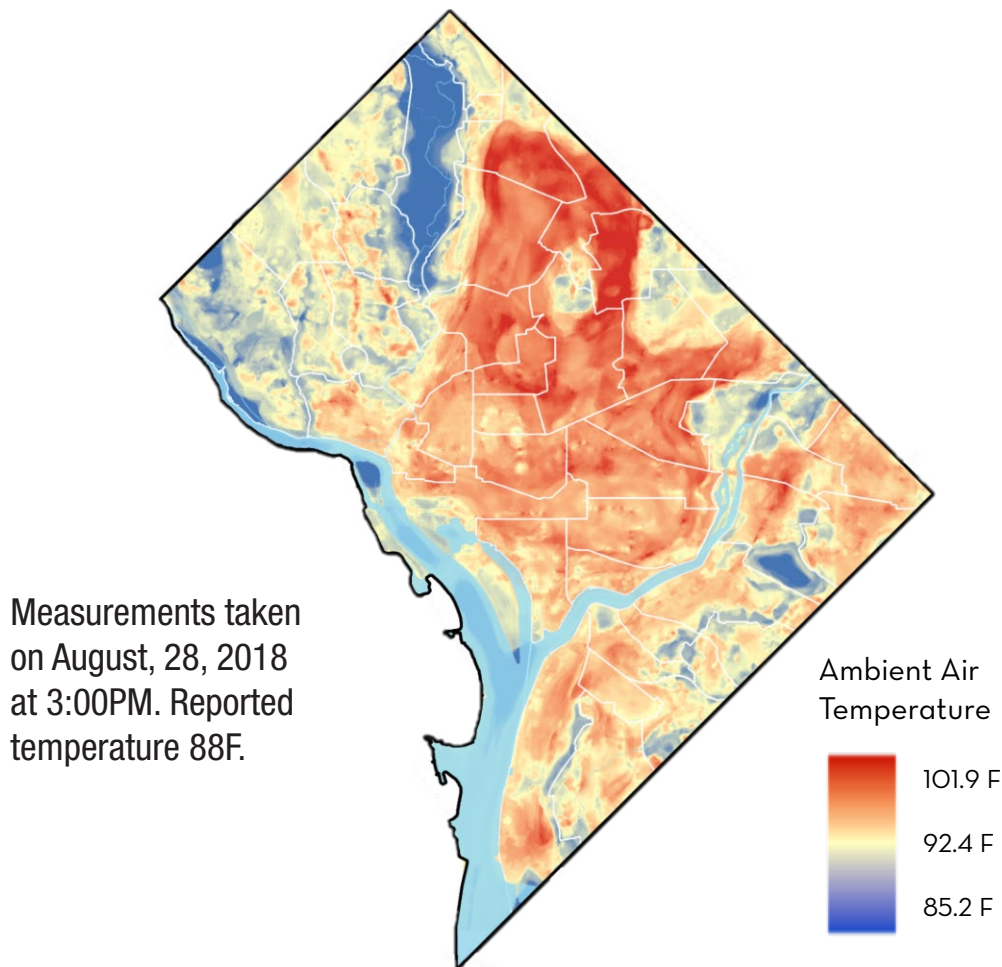 Measurements taken
on August, 28, 2018
at 3:00PM. Reported
temperature 88F.
Ambient Air
Temperature
101.9 F
92.4 F
85.2 F